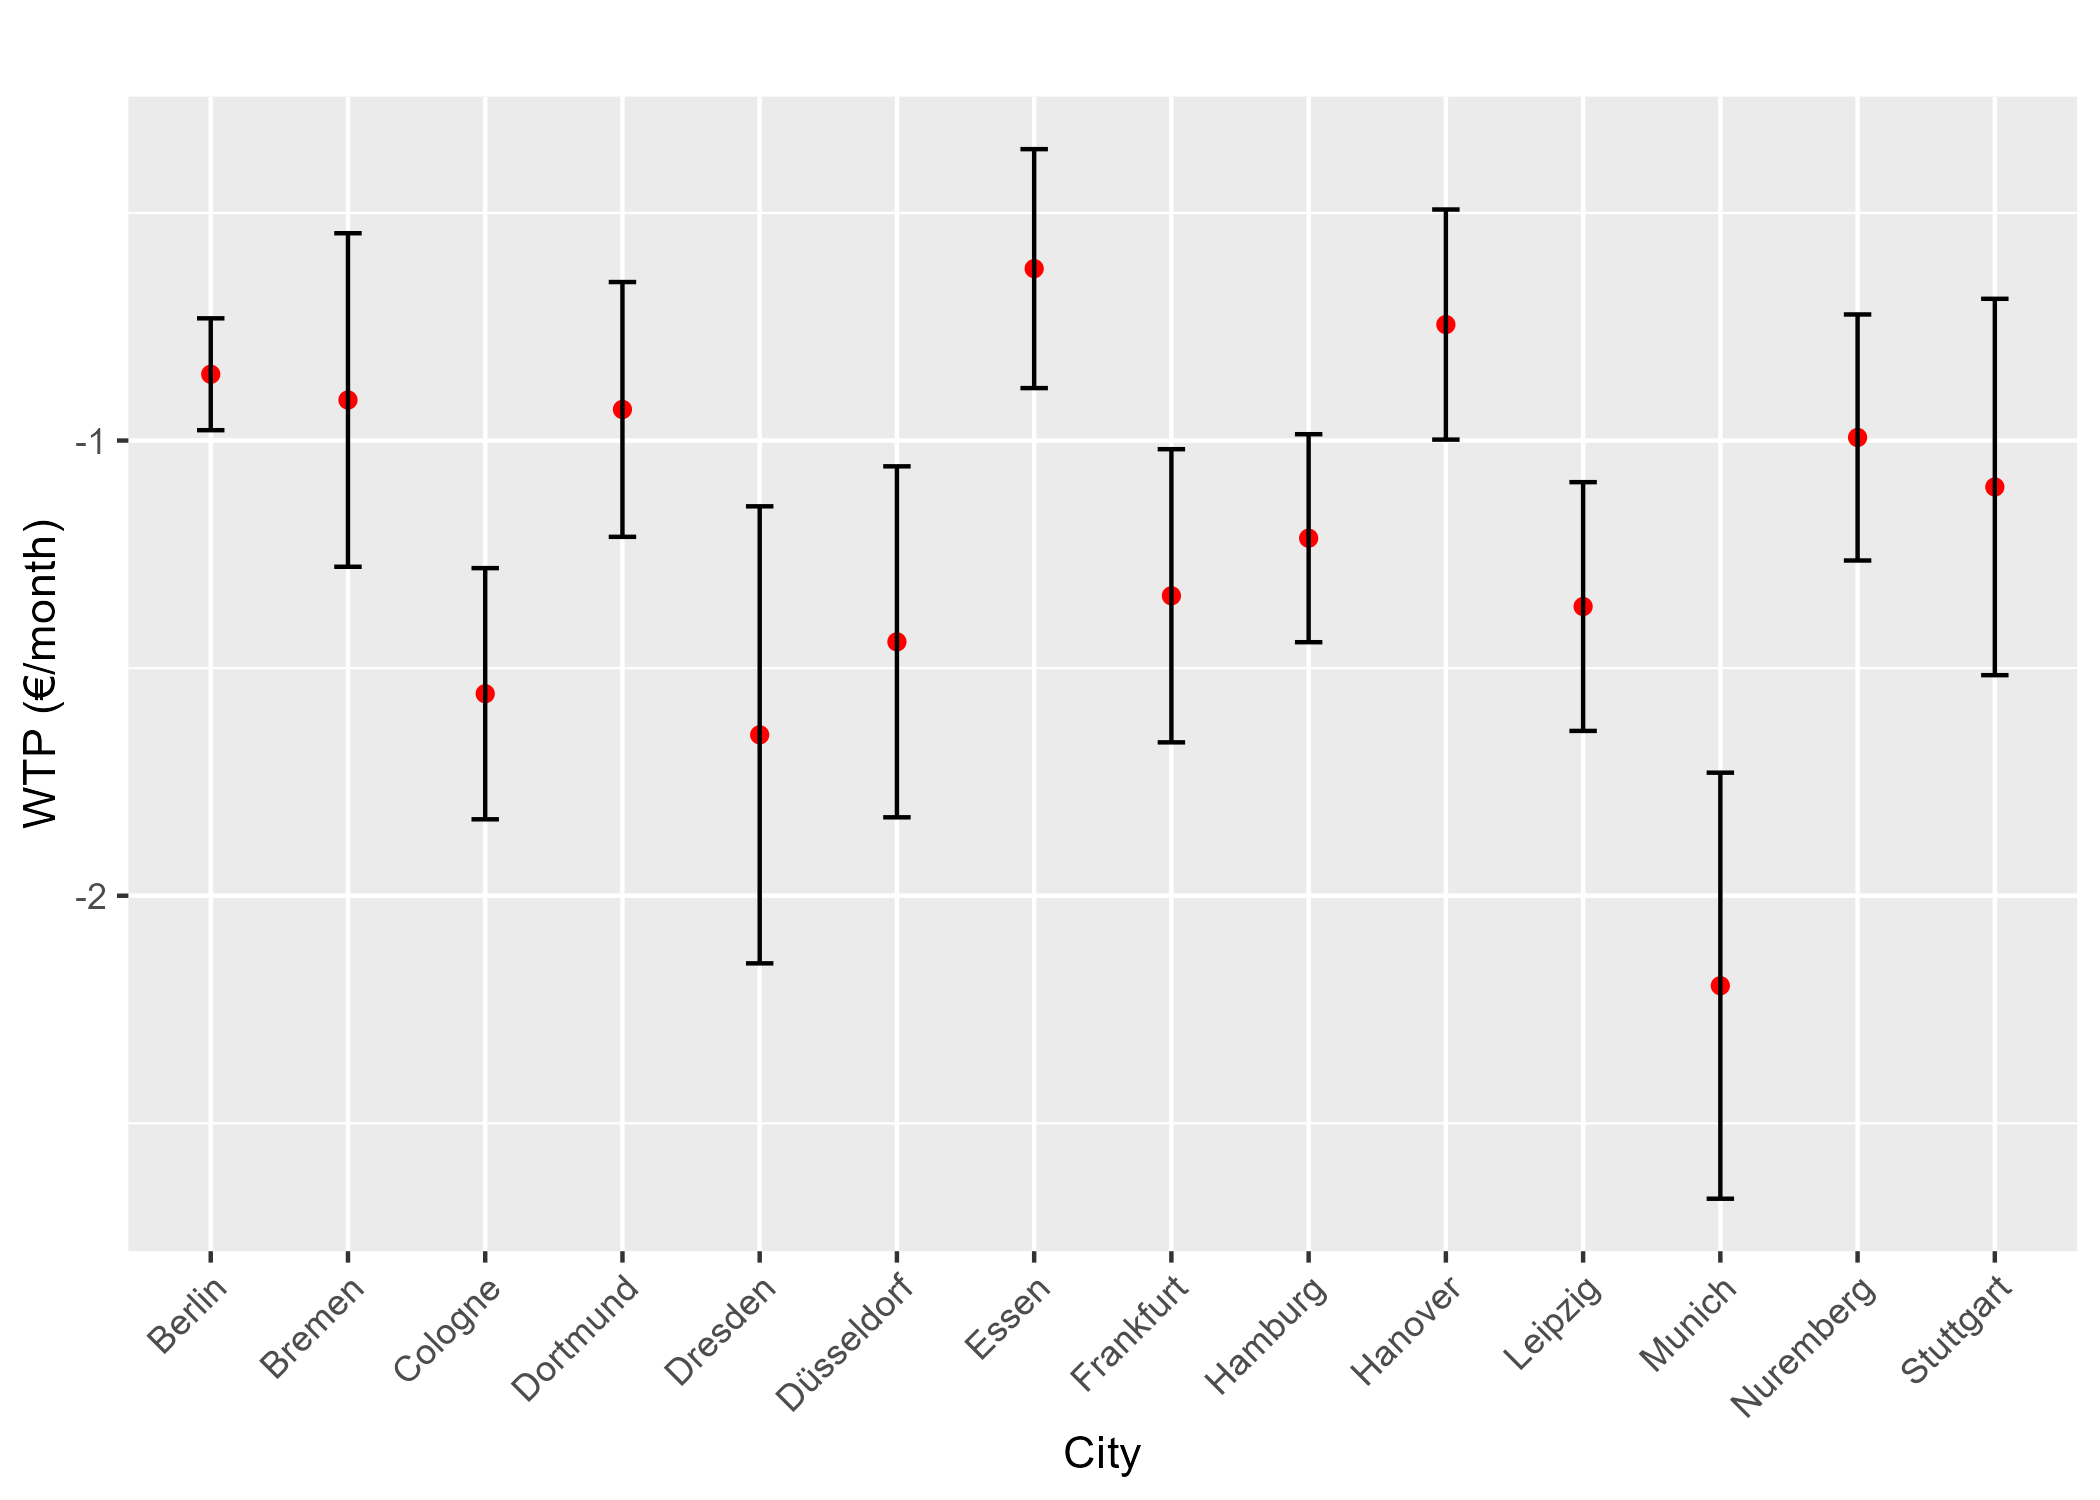 WTP (€/month)
-1
-2
Berlin
Bremen
Cologne
Dortmund
Dresden
Düsseldorf
Essen
Frankfurt
Hamburg
Hanover
Leipzig
Munich
Nuremberg
Stuttgart
City